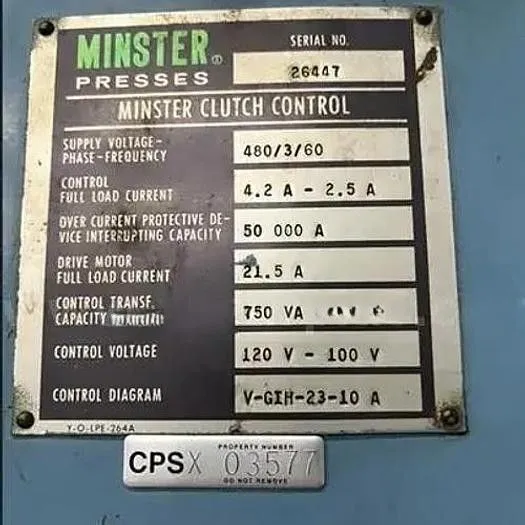 MINSTER®
PRESSES
SERIAL NO.
26447
MINSTER CLUTCH CONTROL
SUPPLY VOLTAGE-
PHASE-FREQUENCY
480/3/60
CONTROL
FULL LOAD CURRENT
4.2 A - 2.5 A
OVER CURRENT PROTECTIVE DE-
VICE INTERRUPTING CAPACITY
50 000 A
DRIVE MOTOR
FULL LOAD CURRENT
21.5 A
CONTROL TRANSF.
CAPACITY
750 VA
CONTROL VOLTAGE
120 V - 100 V
CONTROL DIAGRAM
V-GIH-23-10 A
Y-O-LPE-264A
PROPERTY NUMBER
CPSX 03577
DO NOT REMOVE